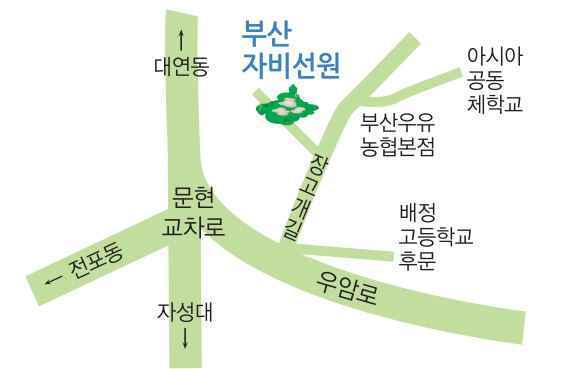 부산
자비선원
대연동
아시아
공동
체학교
부산우유
농협본점
장고개길
문현
교차로
배정
고등학교
후문
전포동
우암로
자성대